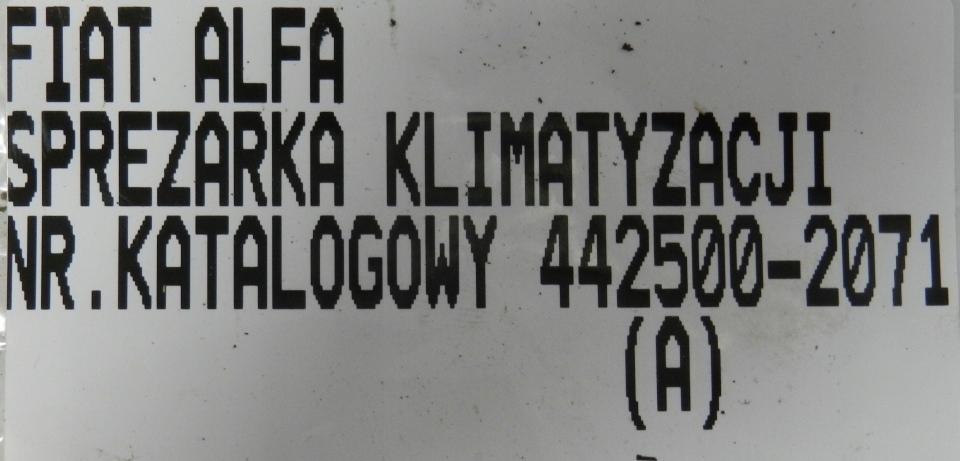 FIAT ALFA
SPREZARKA KLIMATYZACJI
NR.KATALOGOWY 442500-2071
(A)